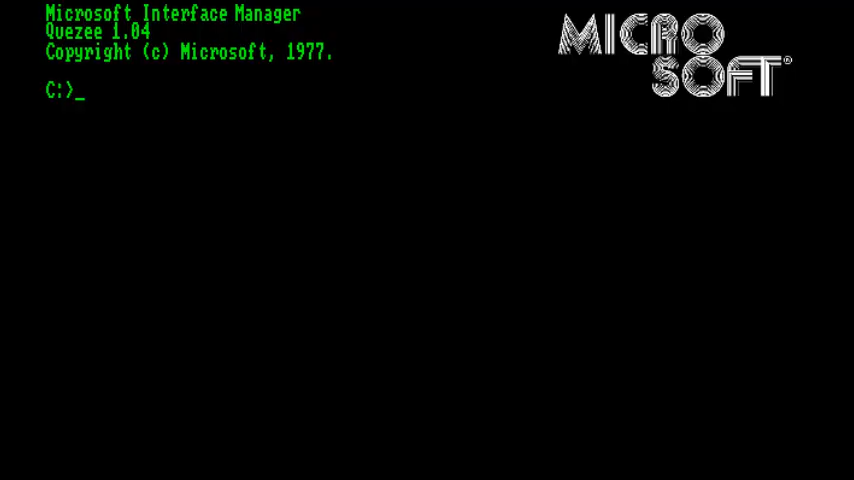 Microsoft Interface Manager
Quezee 1.04
Copyright (c) Microsoft, 1977.
C:>_
MICRO
SOFT®